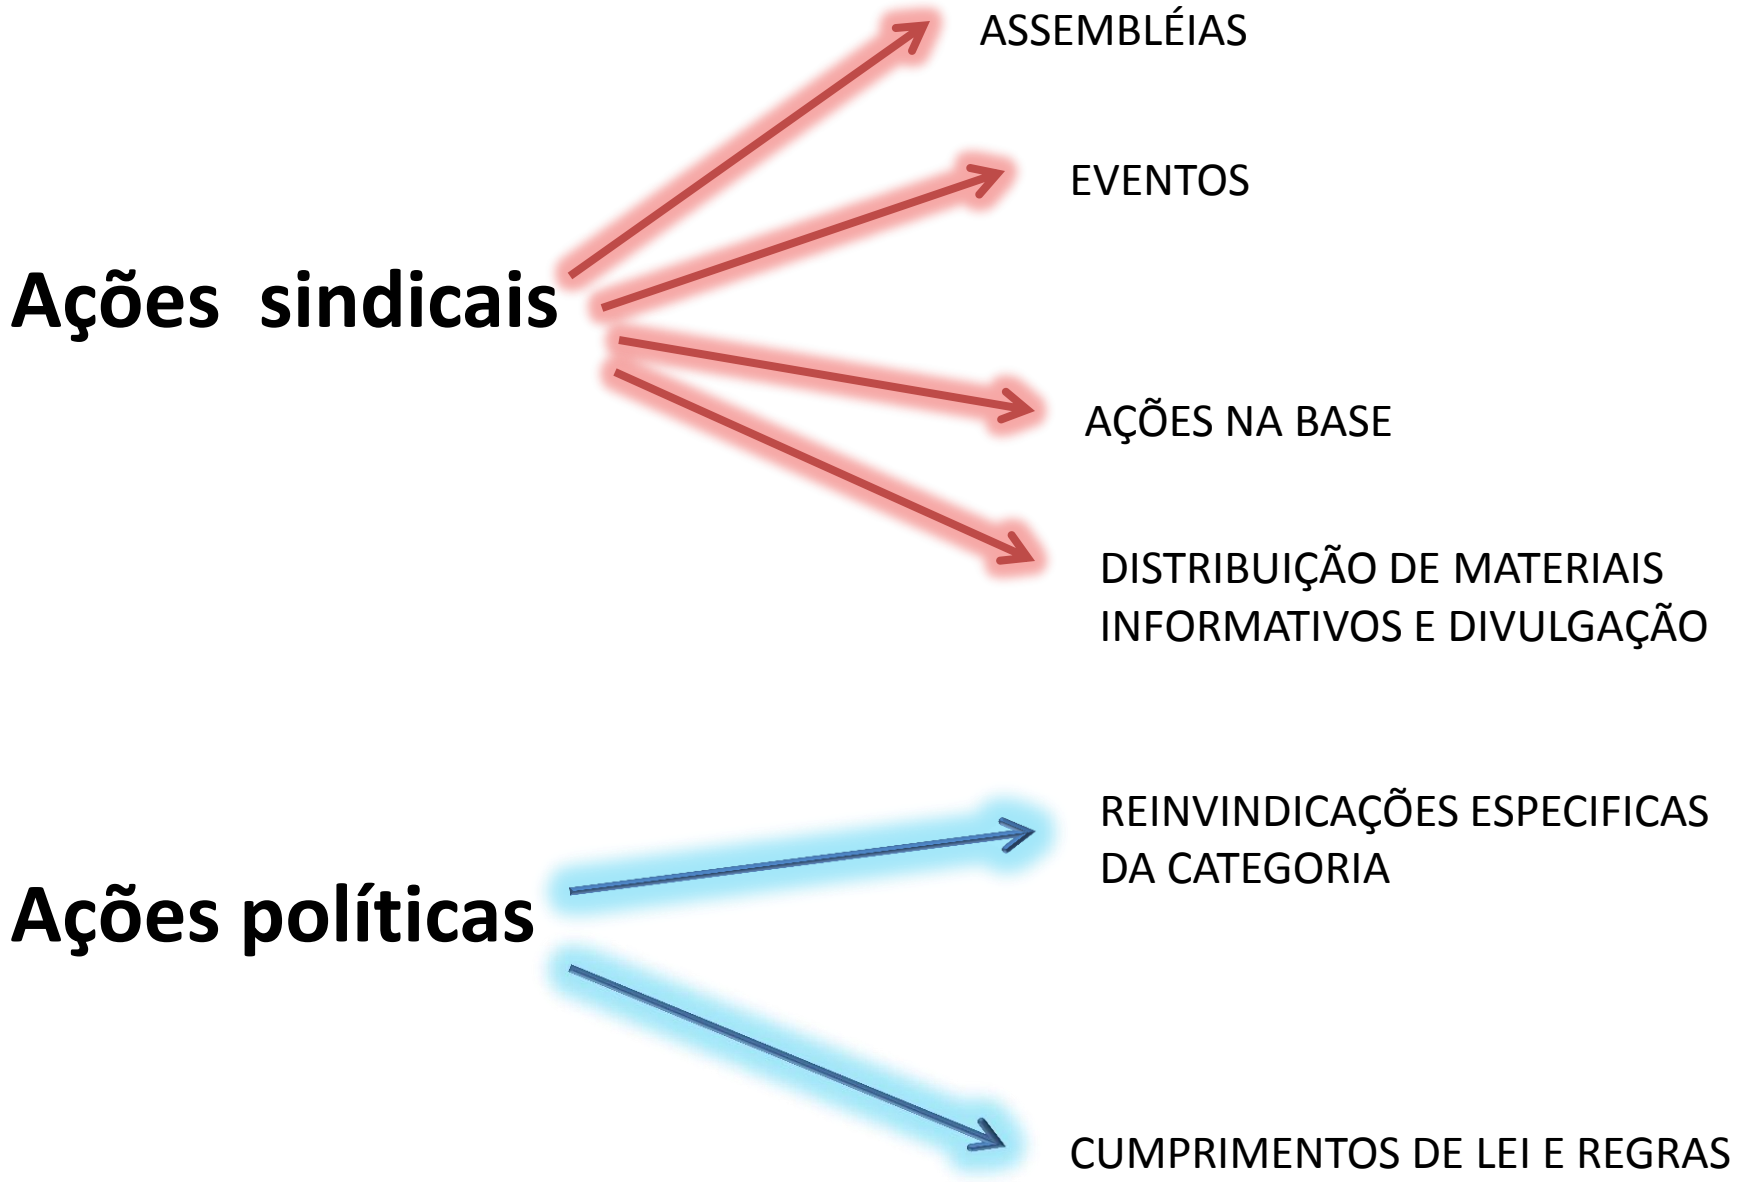 ASSEMBLÉIAS
EVENTOS
Ações  sindicais
AÇÕES NA BASE
DISTRIBUIÇÃO DE MATERIAIS
INFORMATIVOS E DIVULGAÇÃO
REINVINDICAÇÕES ESPECIFICAS
DA CATEGORIA
Ações políticas
CUMPRIMENTOS DE LEI E REGRAS